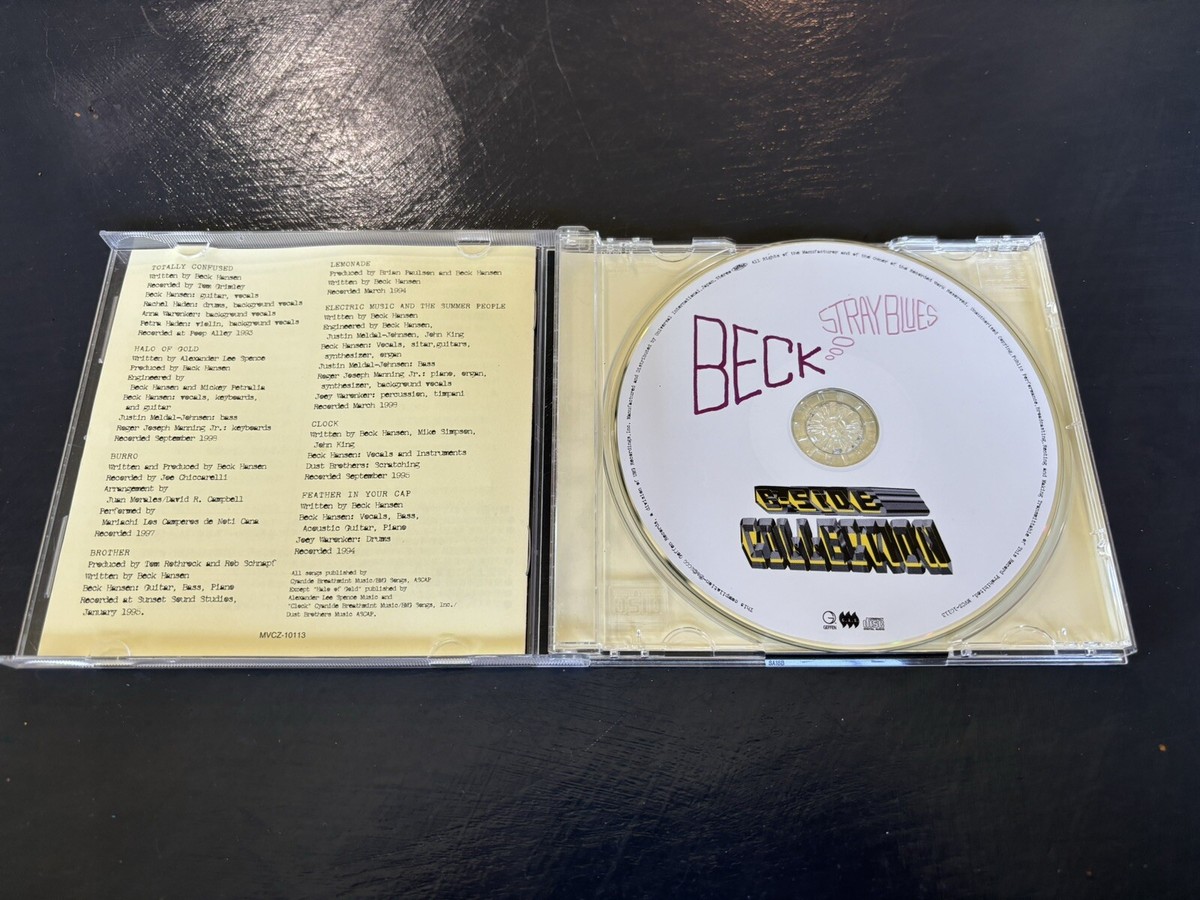 TOTALLY CONFUSED
Written by Beck Hansen
Recorded by Tom Grimley
Beck Hansen: guitar, vocals
Rachel Haden: drums, background vocals
Anna Waronker: background vocals
Petra Haden: violin, background vocals
Recorded at Poop Alley 1993
HALO OF GOLD
Written by Alexander Lee Spence
Produced by Beck Hansen
Engineered by
Beck Hansen and Mickey Petralia
Beck Hansen: vocals, keyboards,
and guitar
Justin Meldal-Johnsen: bass
Roger Joseph Manning Jr.: keyboards
Recorded September 1998
BURRO
Written and Produced by Beck Hansen
Recorded by Joe Chiccarelli
Arrangement by
Juan Morales/David R. Campbell
Performed by
Mariachi Los Camperos de Nati Cano
Recorded 1997
BROTHER
Produced by Tom Rothrock and Rob Schnapf
Written by Beck Hansen
Beck Hansen: Guitar, Bass, Piano
Recorded at Sunset Sound Studios,
January 1995.
LEMONADE
Produced by Brian Paulson and Beck Hansen
Written by Beck Hansen
Recorded March 1994
ELECTRIC MUSIC AND THE SUMMER PEOPLE
Written by Beck Hansen
Engineered by Beck Hansen,
Justin Meldal-Johnsen, John King
Beck Hansen: Vocals, sitar,guitars,
synthesizer, organ
Justin Meldal-Johnsen: Bass
Roger Joseph Manning Jr.: piano, organ,
synthesizer, background vocals
Joey Waronker: percussion, timpani
Recorded March 1998
CLOCK
Written by Beck Hansen, Mike Simpson,
John King
Beck Hansen: Vocals and Instruments
Dust Brothers: Scratching
Recorded September 1995
FEATHER IN YOUR CAP
Written by Beck Hansen
Beck Hansen: Vocals, Bass,
Acoustic Guitar, Piano
Joey Waronker: Drums
Recorded 1994
All songs published by
Cyanide Breathmint Music/BMG Songs, ASCAP
Except "Halo of Gold" published by
Alexander Lee Spence Music and
"Clock" Cyanide Breathmint Music/BMG Songs, Inc./
Dust Brothers Music ASCAP.
MVCZ-10113
BECK
STRAY BLUES
B-SIDE
COLLECTION
GEFFEN